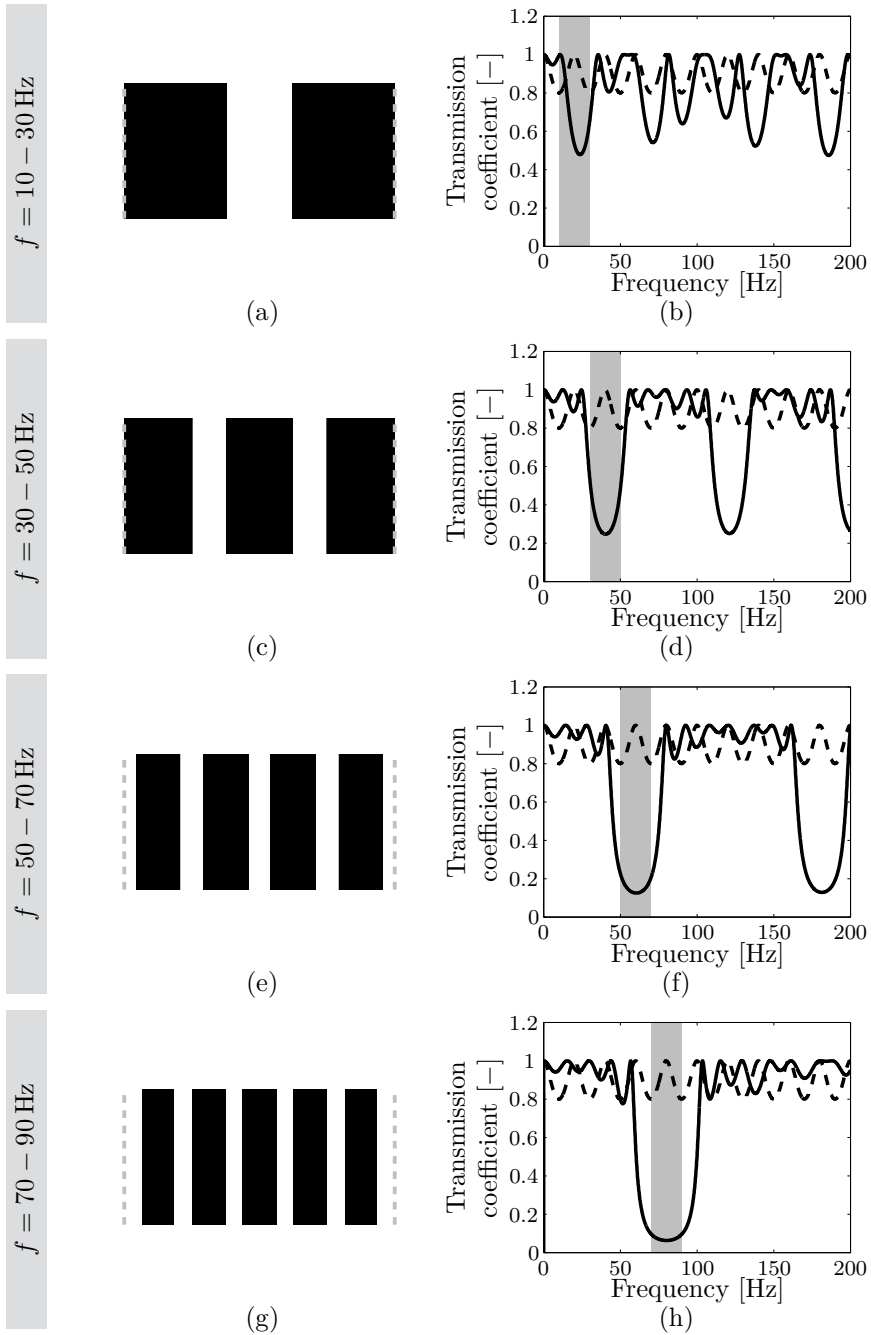 f = 10 − 30 Hz
(a)
Transmission
coefficient [−]
1.2
1
0.8
0.6
0.4
0.2
0
0 50 100 150 200
Frequency [Hz]
(b)
f = 30 − 50 Hz
(c)
Transmission
coefficient [−]
1.2
1
0.8
0.6
0.4
0.2
0
0 50 100 150 200
Frequency [Hz]
(d)
f = 50 − 70 Hz
(e)
Transmission
coefficient [−]
1.2
1
0.8
0.6
0.4
0.2
0
0 50 100 150 200
Frequency [Hz]
(f)
f = 70 − 90 Hz
(g)
Transmission
coefficient [−]
1.2
1
0.8
0.6
0.4
0.2
0
0 50 100 150 200
Frequency [Hz]
(h)